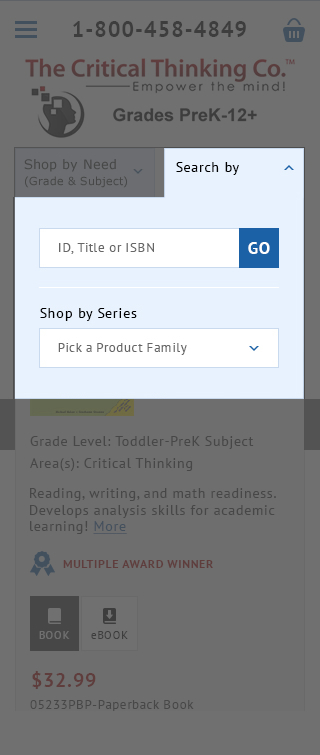 1-800-458-4849
The Critical Thinking Co.™
Empower the mind!
Grades PreK-12+
Shop by Need
(Grade & Subject)
Search by
ID, Title or ISBN
GO
Shop by Series
Pick a Product Family
Grade Level: Toddler-PreK Subject
Area(s): Critical Thinking
Reading, writing, and math readiness.
Develops analysis skills for academic
learning! More
MULTIPLE AWARD WINNER
BOOK
eBOOK
$32.99
05233PBP-Paperback Book